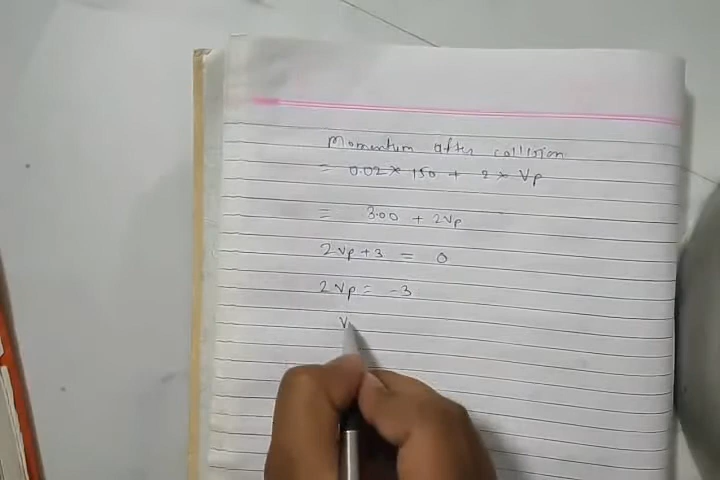 Momentum after collision
= 0.02 × 150 + 2 × Vp
= 3.00 + 2Vp
2Vp + 3 = 0
2Vp = -3
V